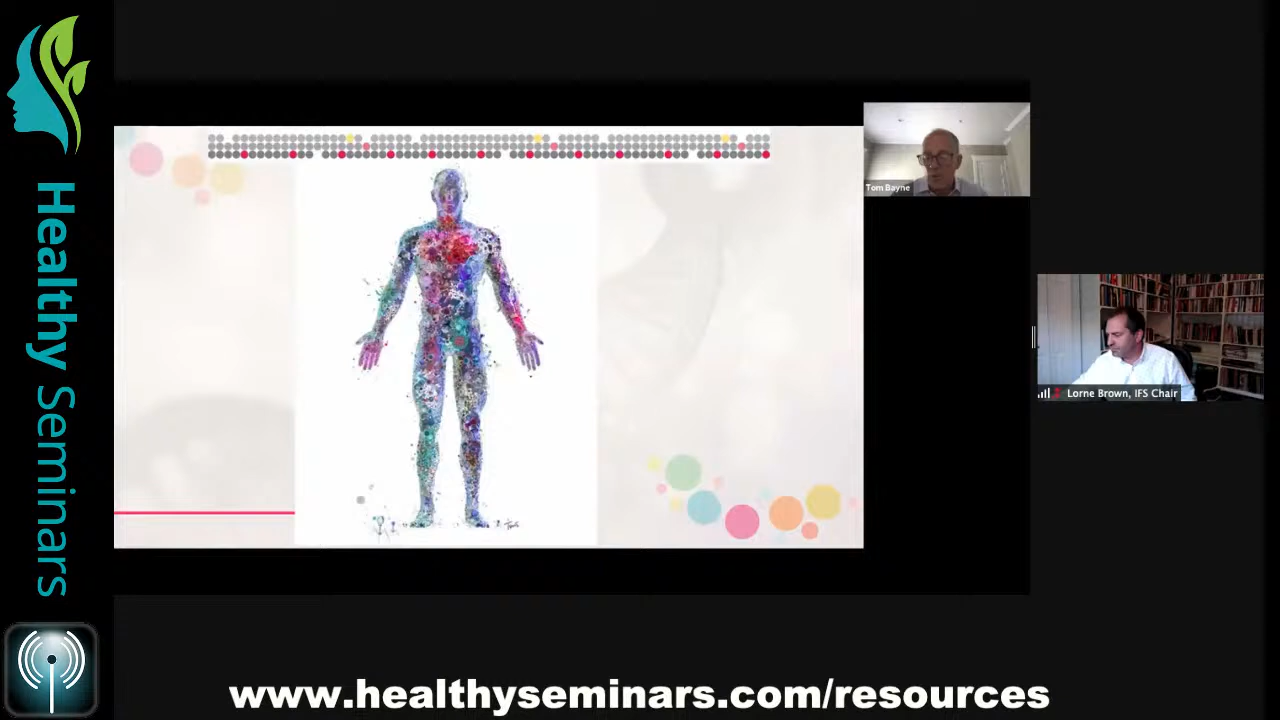 Healthy Seminars
Tom Bayne
Lorne Brown, IFS Chair
www.healthyseminars.com/resources